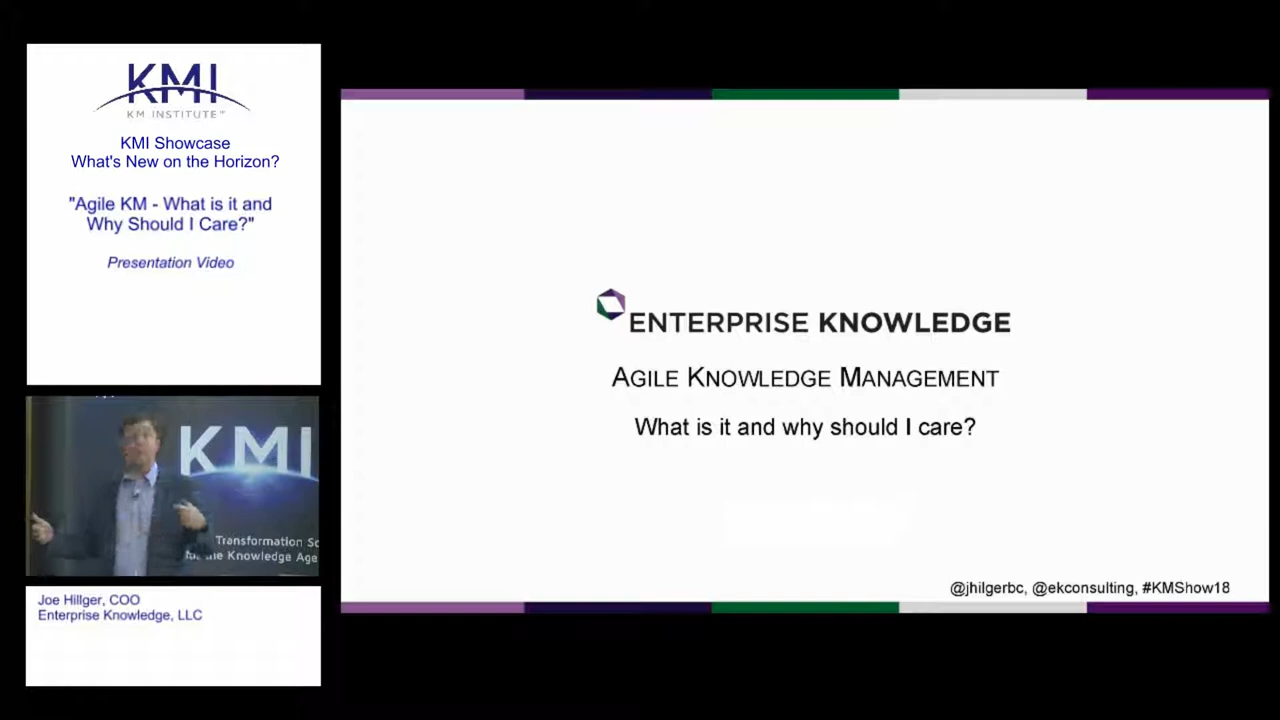 KMI
KM INSTITUTE™
KMI Showcase
What's New on the Horizon?
"Agile KM - What is it and
Why Should I Care?"
Presentation Video
KMI
Transformation
the Knowledge Age
Joe Hillger, COO
Enterprise Knowledge, LLC
ENTERPRISE KNOWLEDGE
AGILE KNOWLEDGE MANAGEMENT
What is it and why should I care?
@jhilgerbc, @ekconsulting, #KMShow18